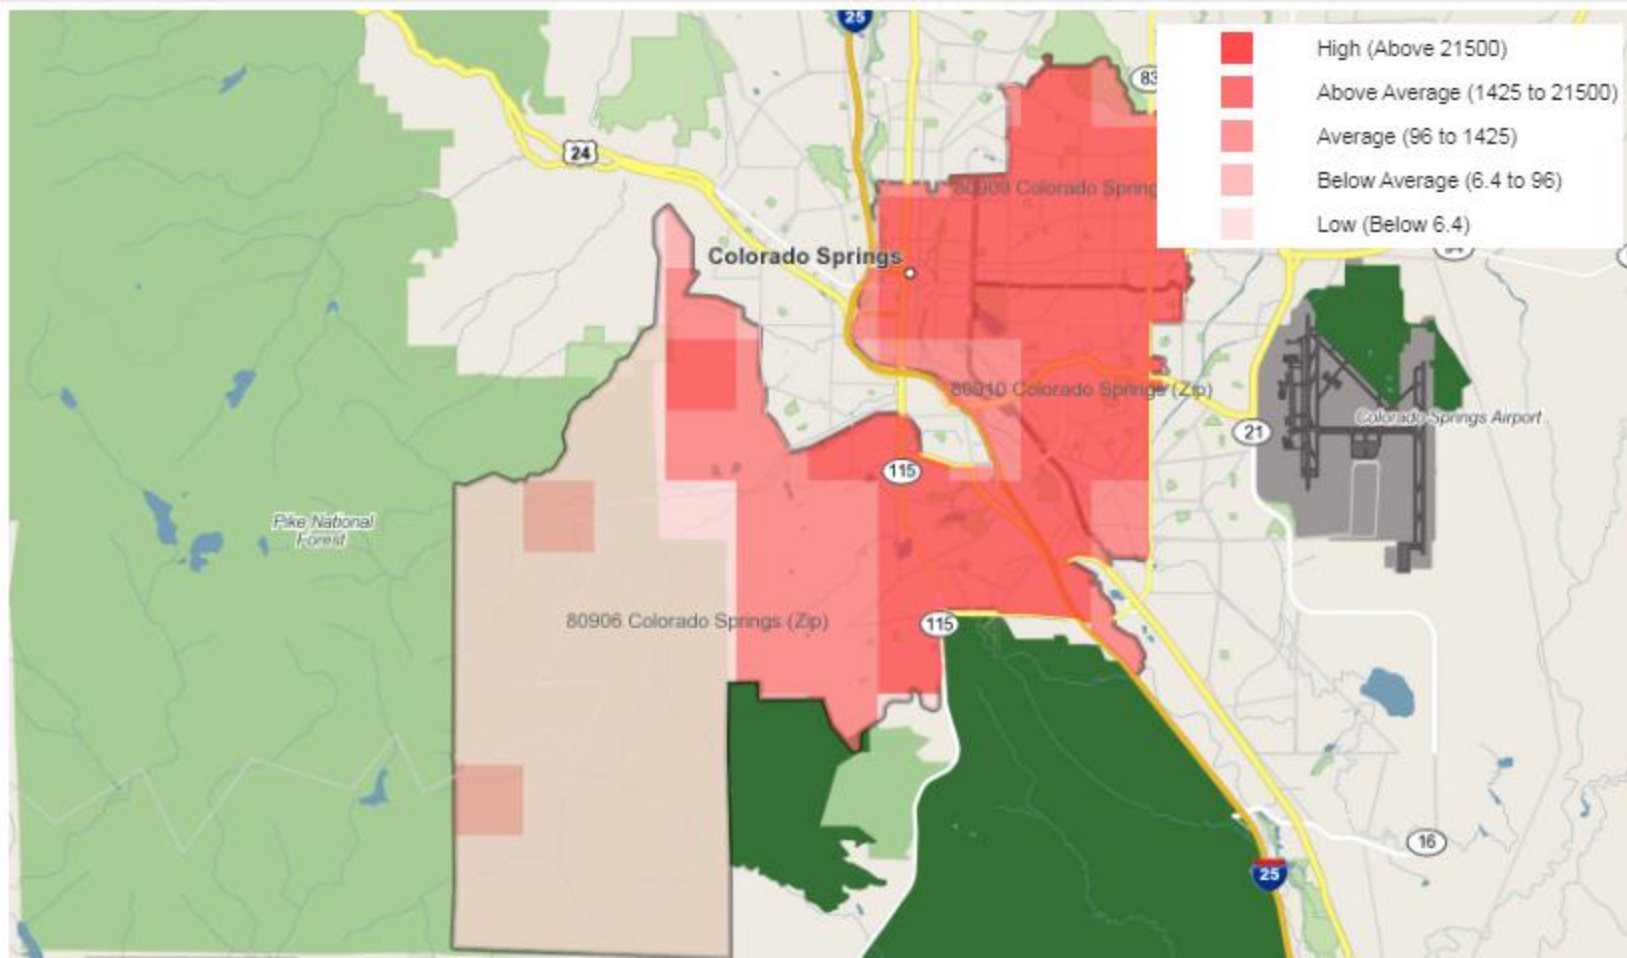 25
83
High (Above 21500)
Above Average (1425 to 21500)
Average (96 to 1425)
Below Average (6.4 to 96)
Low (Below 6.4)
24
80909 Colorado Spring
Colorado Springs
80910 Colorado Springs (Zip)
Colorado Springs Airport
21
115
Pike National
Forest
80906 Colorado Springs (Zip)
115
16
25